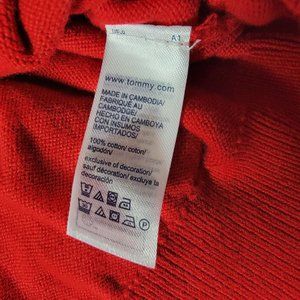 A1
www.tommy.com
MADE IN CAMBODIA/
FABRIQUÉ AU
CAMBODGE/
HECHO EN CAMBOYA
CON INSUMOS
IMPORTADOS
100% cotton/ coton/
algodón/
exclusive of decoration/
sauf décoration/ excluye la
decoración
P